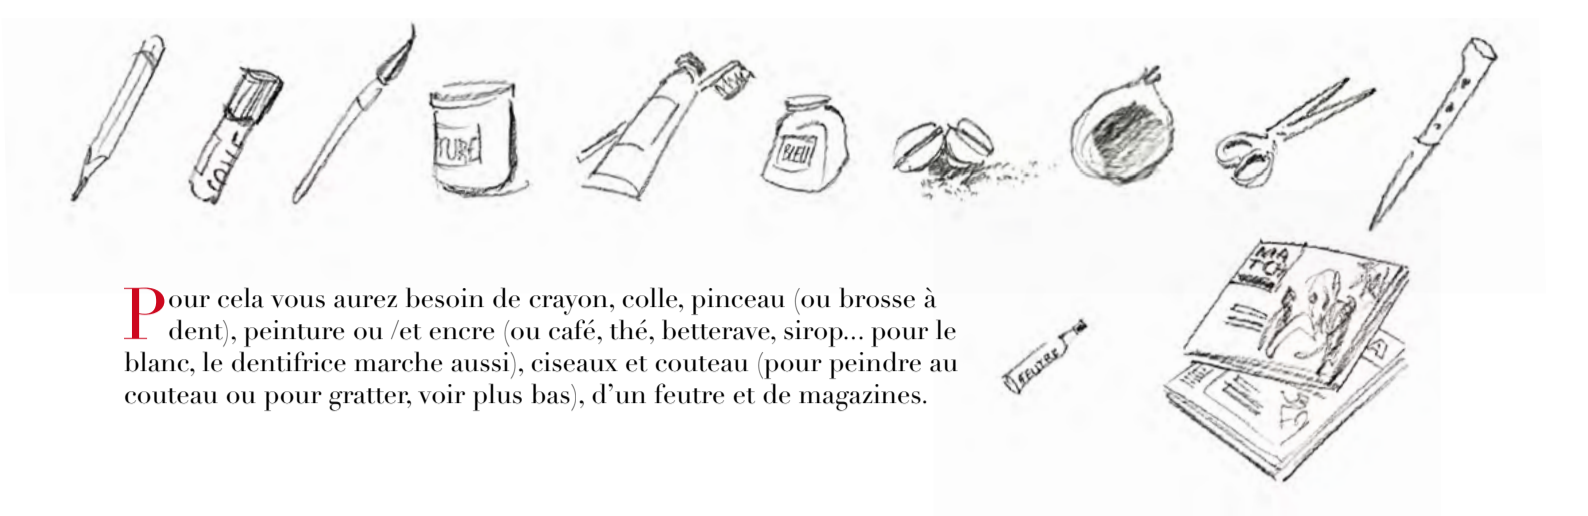 COLLE
TURE
BLEU
MA
TCH
FEUTRE
Pour cela vous aurez besoin de crayon, colle, pinceau (ou brosse à
dent), peinture ou /et encre (ou café, thé, betterave, sirop... pour le
blanc, le dentifrice marche aussi), ciseaux et couteau (pour peindre au
couteau ou pour gratter, voir plus bas), d’un feutre et de magazines.